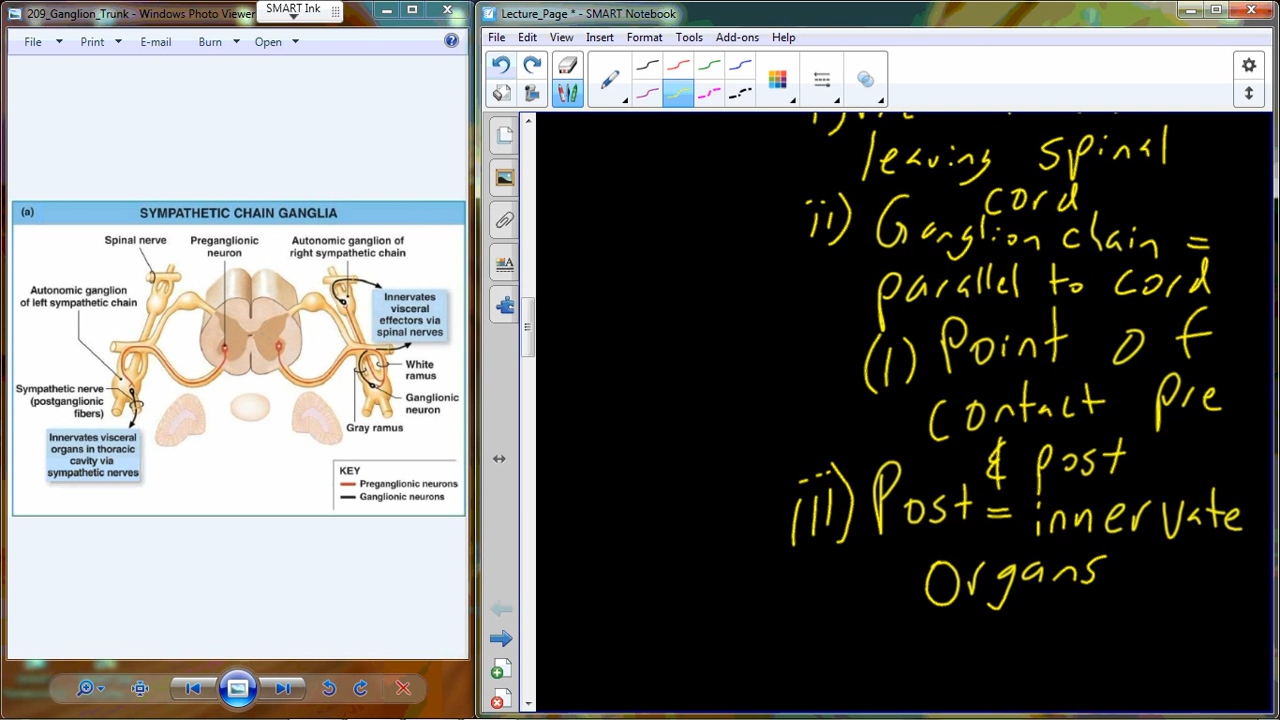 209_Ganglion_Trunk - Windows Photo Viewer
SMART Ink
File Print E-mail Burn Open
(a) SYMPATHETIC CHAIN GANGLIA
Spinal nerve
Preganglionic
neuron
Autonomic ganglion of
right sympathetic chain
Autonomic ganglion
of left sympathetic chain
Innervates
visceral
effectors via
spinal nerves
White
ramus
Sympathetic nerve
(postganglionic
fibers)
Ganglionic
neuron
Gray ramus
Innervates visceral
organs in thoracic
cavity via
sympathetic nerves
KEY
Preganglionic neurons
Ganglionic neurons
Lecture_Page * - SMART Notebook
File Edit View Insert Format Tools Add-ons Help
leaving spinal
cord
ii) Ganglion chain =
parallel to cord
(1) Point of
contact pre
& post
iii) Post = innervate
organs